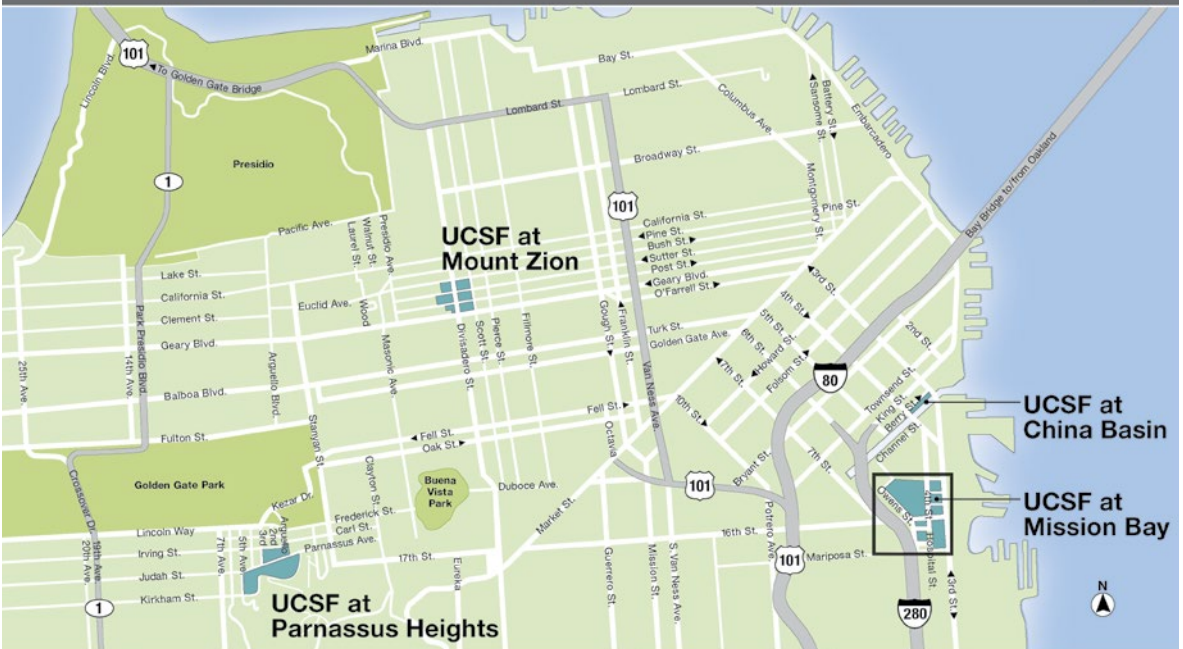 101
To Golden Gate Bridge
Lincoln Blvd.
Marina Blvd.
Bay St.
Lombard St.
Lombard St.
Columbus Ave.
Battery St.
Sansome St.
Embarcadero
Presidio
1
Broadway St.
Montgomery St.
Bay Bridge to/from Oakland
101
Pacific Ave.
Laurel St.
Walnut St.
Presidio Ave.
UCSF at
Mount Zion
California St.
Pine St.
Pine St.
Bush St.
Sutter St.
Post St.
Geary Blvd.
O'Farrell St.
Lake St.
California St.
Euclid Ave.
Clement St.
Geary Blvd.
Wood
Park Presidio Blvd.
14th Ave.
25th Ave.
Arguello Blvd.
Masonic Ave.
Divisadero St.
Scott St.
Pierce St.
Fillmore St.
Gough St.
Franklin St.
Van Ness Ave.
Turk St.
Golden Gate Ave.
3rd St.
4th St.
5th St.
6th St.
7th St.
Howard St.
Folsom St.
2nd St.
80
Balboa Blvd.
Fulton St.
Stanyan St.
Fell St.
Oak St.
Fell St.
Octavia
10th St.
Townsend St.
King St.
Berry St.
Channel St.
UCSF at
China Basin
Golden Gate Park
Crossover Dr.
Kezar Dr.
Clayton St.
Buena
Vista
Park
Duboce Ave.
Market St.
101
Bryant St.
7th St.
Owens St.
4th St.
UCSF at
Mission Bay
Lincoln Way
Irving St.
Judah St.
Kirkham St.
19th Ave.
20th Ave.
7th Ave.
5th Ave
3rd
2nd
Arguello
Frederick St.
Carl St.
Parnassus Ave.
17th St.
Eureka
Guerrero St.
Mission St.
S. Van Ness Ave.
16th St.
Potrero Ave.
101
Mariposa St.
Hospital St.
3rd St.
280
1
UCSF at
Parnassus Heights
N